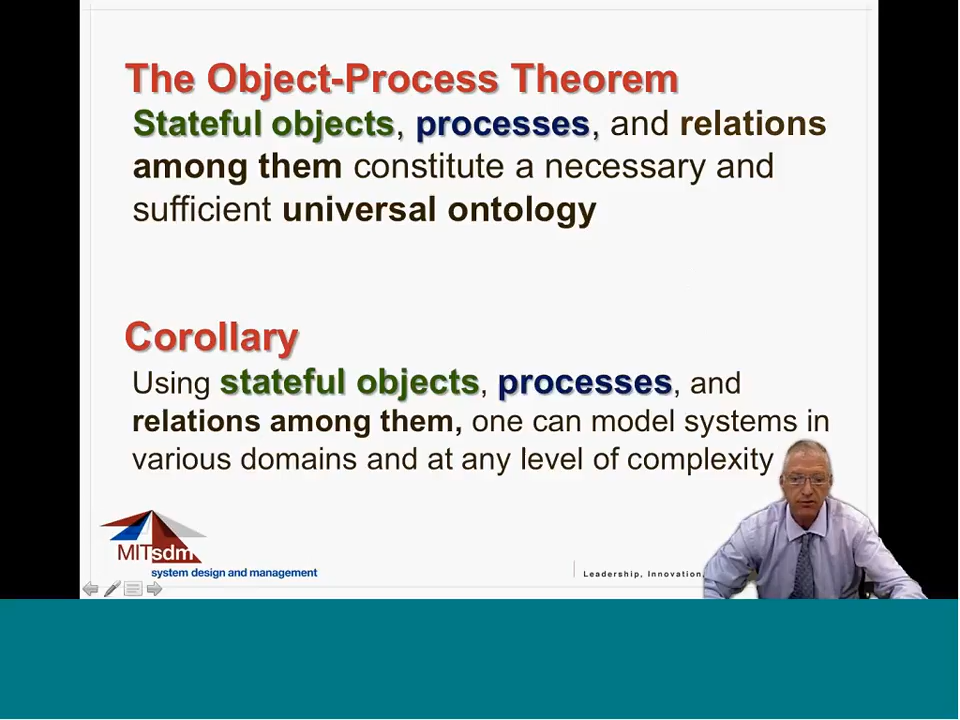 The Object-Process Theorem
Stateful objects, processes, and relations
among them constitute a necessary and
sufficient universal ontology
Corollary
Using stateful objects, processes, and
relations among them, one can model systems in
various domains and at any level of complexity
MITsdm
system design and management
Leadership, Innovation,